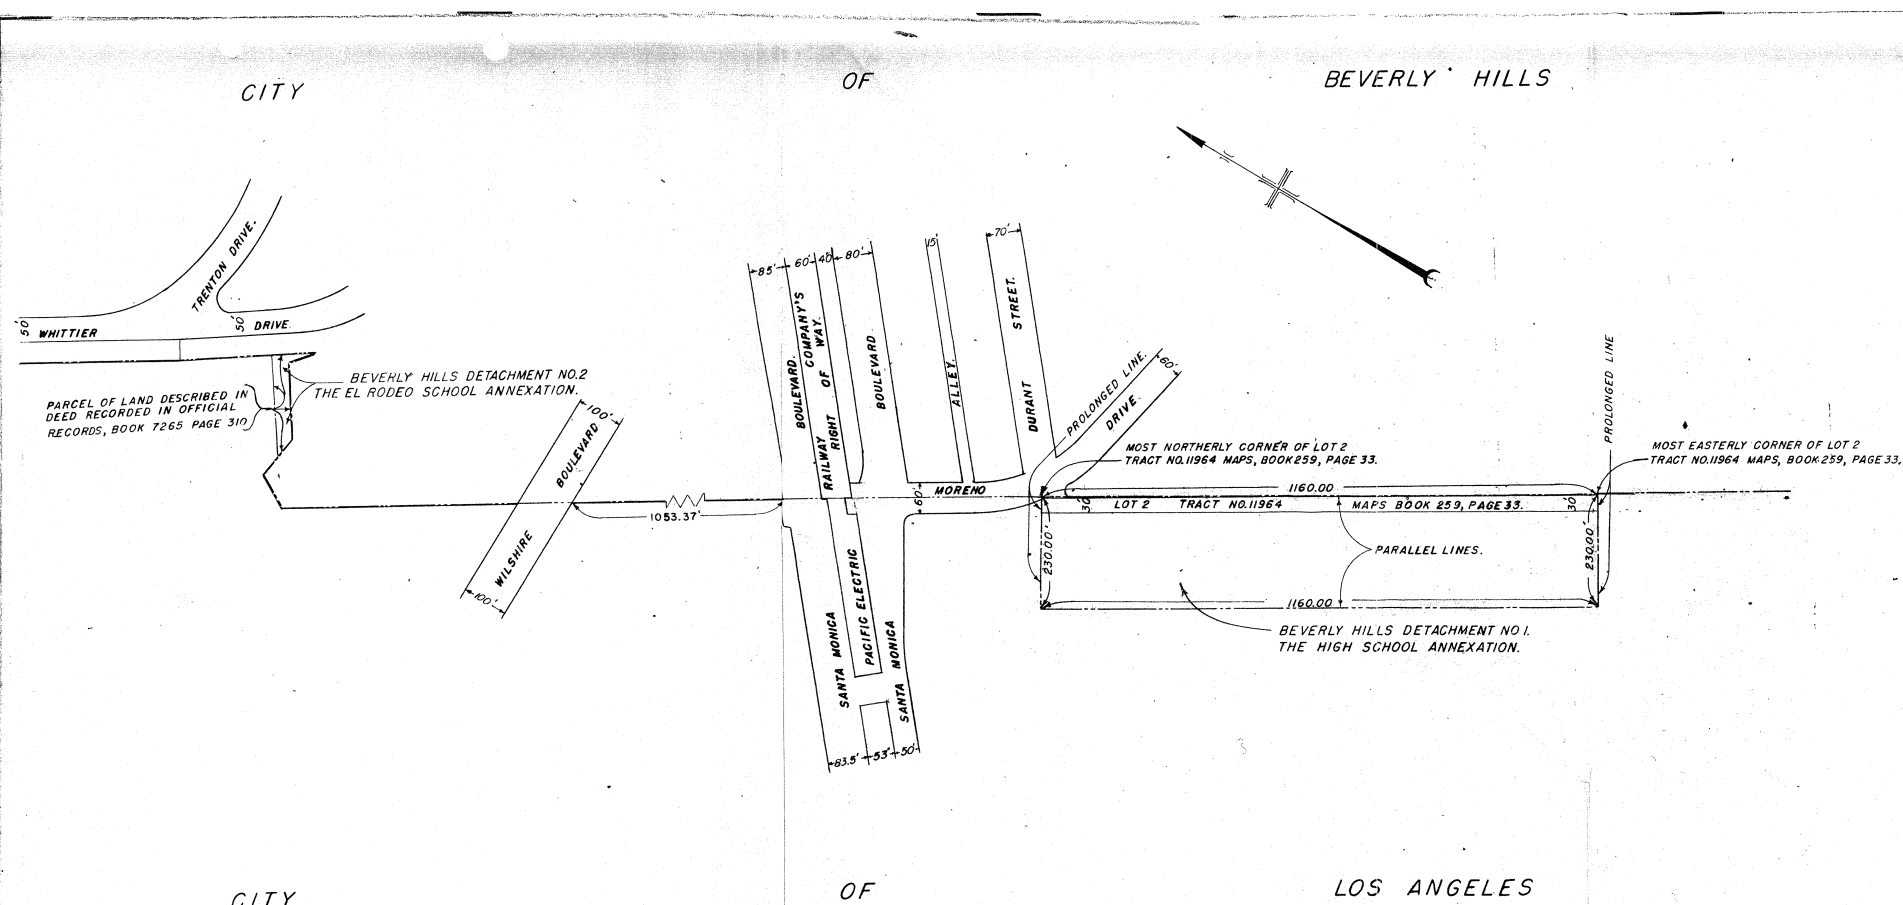 CITY
OF
BEVERLY HILLS
TRENTON DRIVE.
50'
WHITTIER
50'
DRIVE.
BEVERLY HILLS DETACHMENT NO.2
THE EL RODEO SCHOOL ANNEXATION.
PARCEL OF LAND DESCRIBED IN
DEED RECORDED IN OFFICIAL
RECORDS, BOOK 7265 PAGE 310
100'
WILSHIRE
BOULEVARD
100'
1053.37'
85'
60'
40'
80'
15'
70'
BOULEVARD.
COMPANY'S
WAY.
RAILWAY
RIGHT OF
BOULEVARD
ALLEY.
DURANT STREET.
PROLONGED LINE.
60'
DRIVE.
60'
MORENO
SANTA MONICA
PACIFIC ELECTRIC
SANTA MONICA
83.5'
53'
50'
MOST NORTHERLY CORNER OF LOT 2
TRACT NO.11964 MAPS, BOOK 259, PAGE 33.
PROLONGED LINE
MOST EASTERLY CORNER OF LOT 2
TRACT NO.11964 MAPS, BOOK 259, PAGE 33.
1160.00
30'
LOT 2 TRACT NO.11964 MAPS BOOK 259, PAGE 33.
30'
230.00'
PARALLEL LINES.
230.00'
1160.00
BEVERLY HILLS DETACHMENT NO 1.
THE HIGH SCHOOL ANNEXATION.
CITY
OF
LOS ANGELES